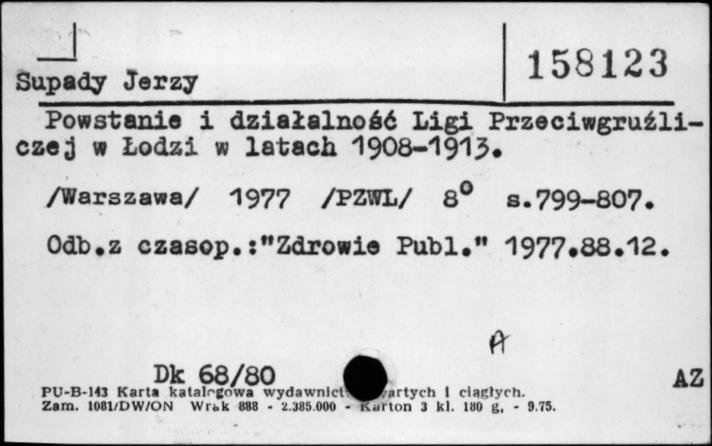 158123
Supady Jerzy
Powstanie i działalność Ligi Przeciwgruźli-
czej w Łodzi w latach 1908-1913.
/Warszawa/ 1977 /PZWL/ 8° s.799-807.
Odb.z czasop.:"Zdrowie Publ." 1977.88.12.
A
Dk 68/80
AZ
PU-B-143 Karta katalogowa wydawnict i ciągłych.
Zam. 1081/DW/ON Wr 888 - 2.385.000 - Karton 3 kl. 180 g, - 9.75.